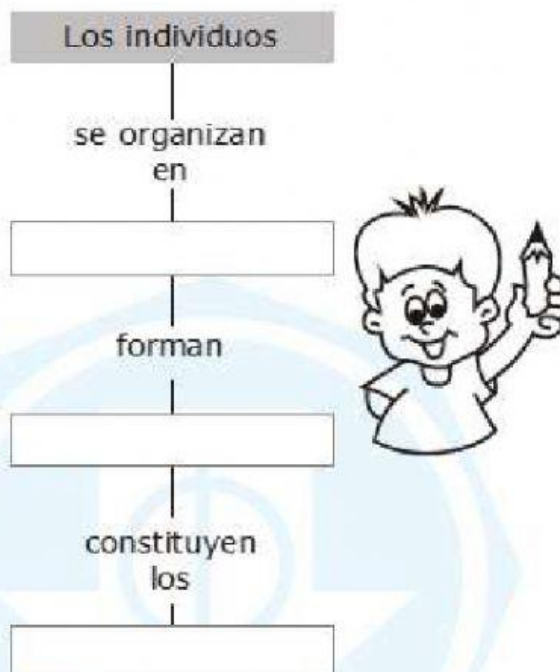 Los individuos
se organizan
en
forman
constituyen
los